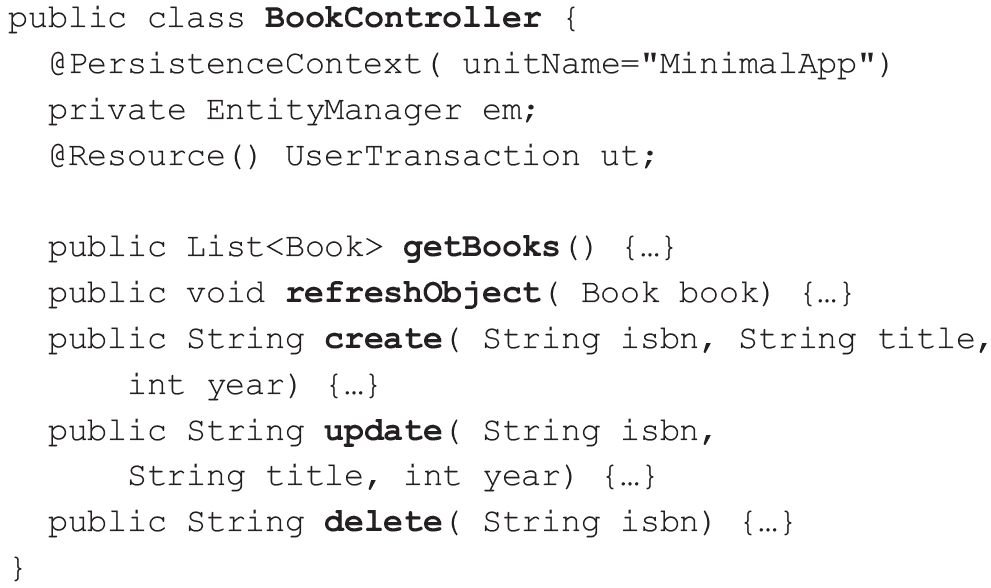 public class BookController {
@PersistenceContext( unitName="MinimalApp")
private EntityManager em;
@Resource() UserTransaction ut;
public List<Book> getBooks() {…}
public void refreshObject( Book book) {…}
public String create( String isbn, String title,
int year) {…}
public String update( String isbn,
String title, int year) {…}
public String delete( String isbn) {…}
}